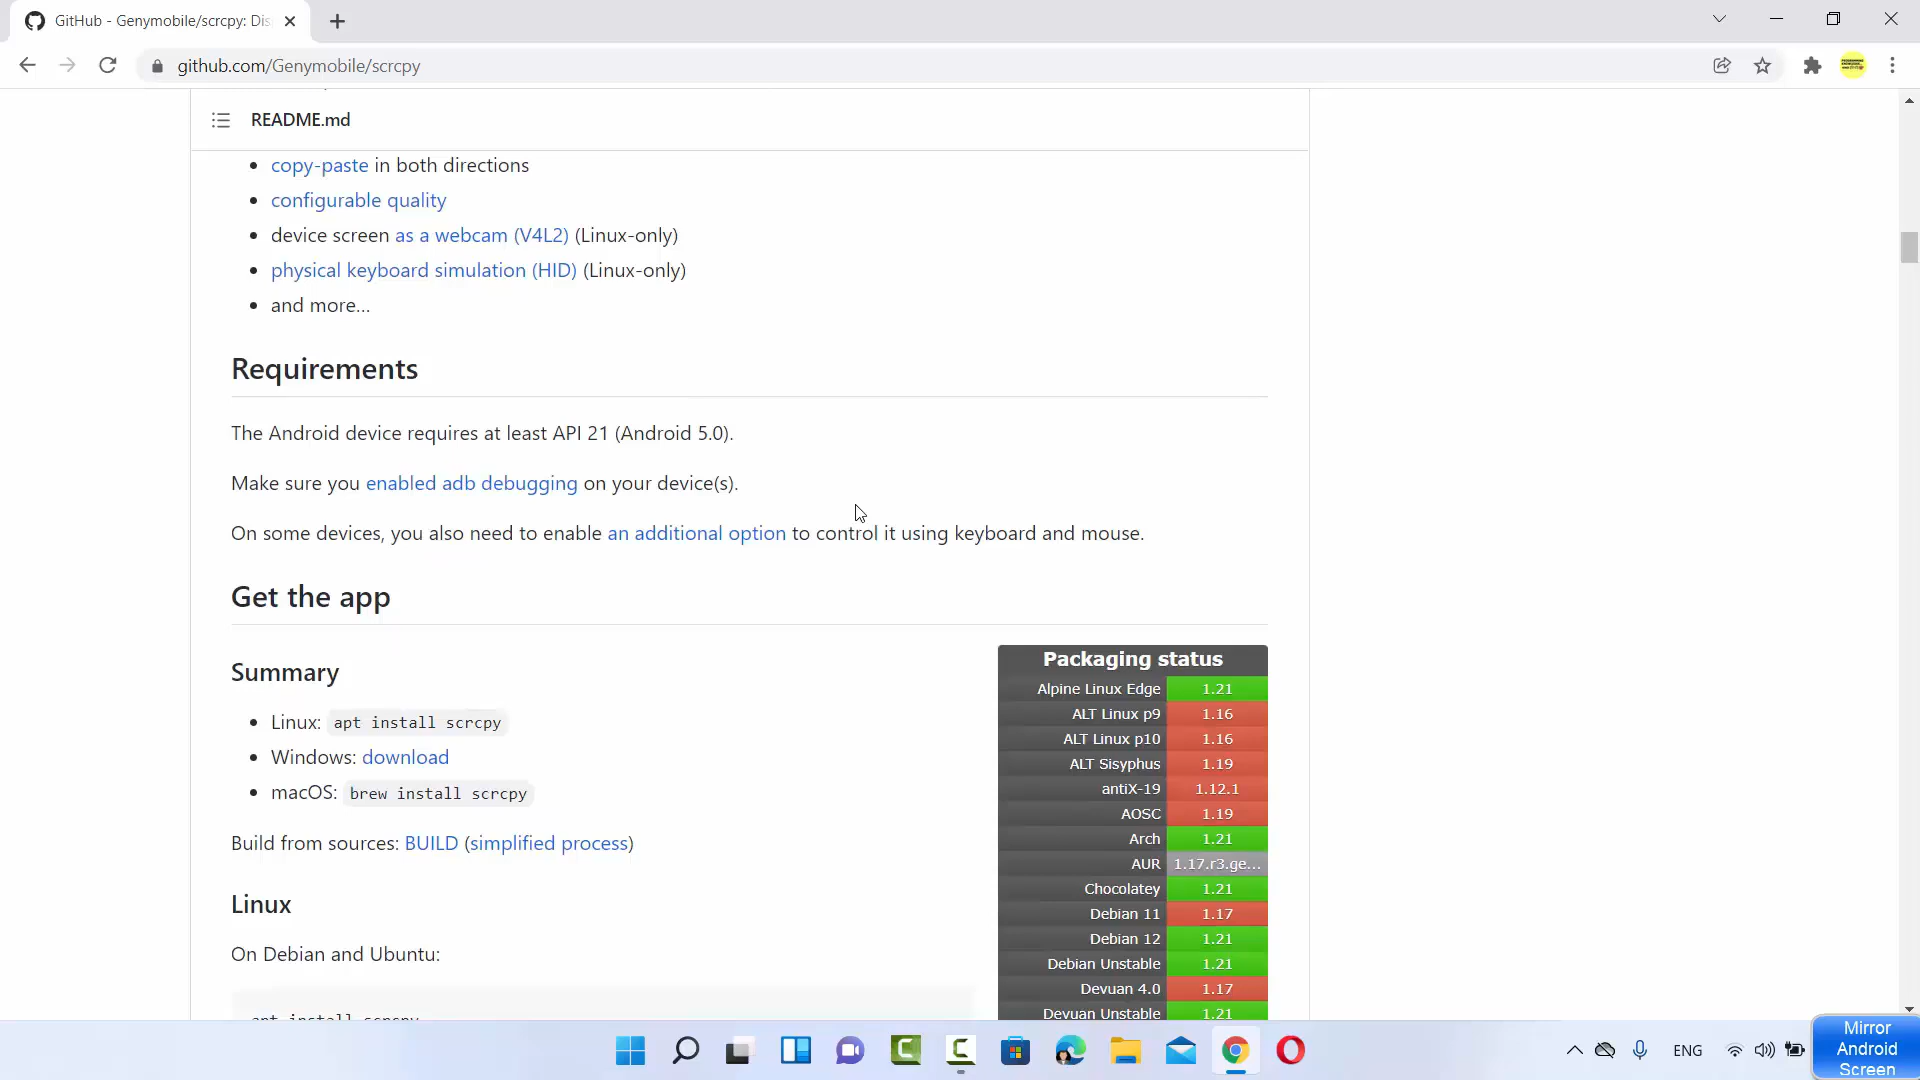 GitHub - Genymobile/scrcpy: Dis
github.com/Genymobile/scrcpy
README.md
copy-paste in both directions
configurable quality
device screen as a webcam (V4L2) (Linux-only)
physical keyboard simulation (HID) (Linux-only)
and more...
Requirements
The Android device requires at least API 21 (Android 5.0).
Make sure you enabled adb debugging on your device(s).
On some devices, you also need to enable an additional option to control it using keyboard and mouse.
Get the app
Summary
Linux: apt install scrcpy
Windows: download
macOS: brew install scrcpy
Build from sources: BUILD (simplified process)
Linux
On Debian and Ubuntu:
apt install scrcpy
Packaging status
Alpine Linux Edge 1.21
ALT Linux p9 1.16
ALT Linux p10 1.16
ALT Sisyphus 1.19
antiX-19 1.12.1
AOSC 1.19
Arch 1.21
AUR 1.17.r3.ge...
Chocolatey 1.21
Debian 11 1.17
Debian 12 1.21
Debian Unstable 1.21
Devuan 4.0 1.17
Devuan Unstable 1.21
ENG
Mirror
Android
Screen